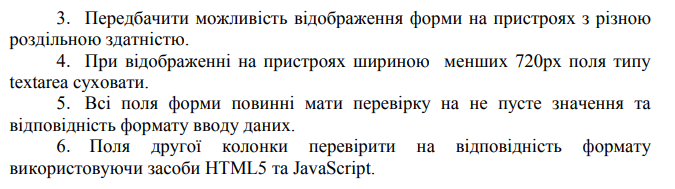 3. Передбачити можливість відображення форми на пристроях з різною
роздільною здатністю.
4. При відображенні на пристроях шириною менших 720px поля типу
textarea суховати.
5. Всі поля форми повинні мати перевірку на не пусте значення та
відповідність формату вводу даних.
6. Поля другої колонки перевірити на відповідність формату
використовуючи засоби HTML5 та JavaScript.